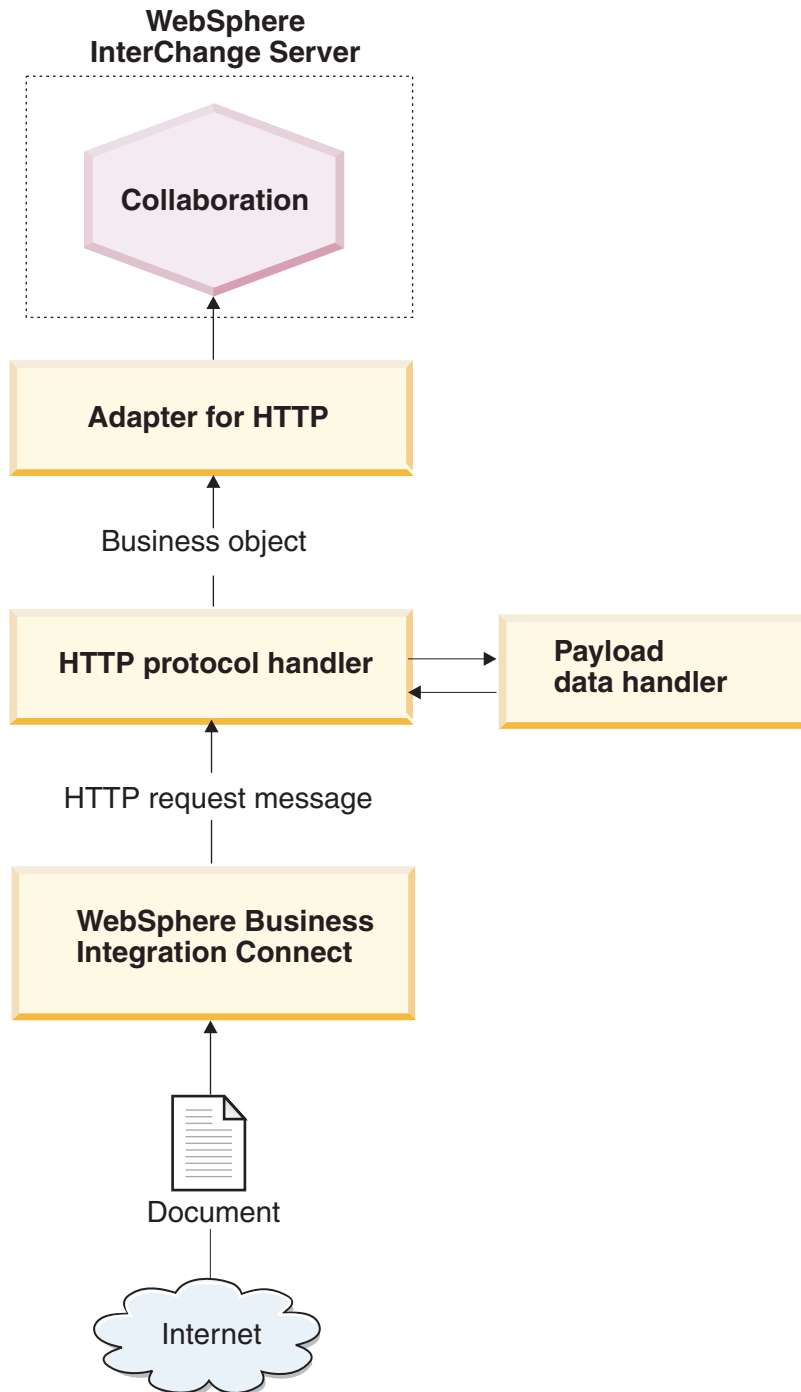 WebSphere
InterChange Server
Collaboration
Adapter for HTTP
Business object
HTTP protocol handler
Payload
data handler
HTTP request message
WebSphere Business
Integration Connect
Document
Internet